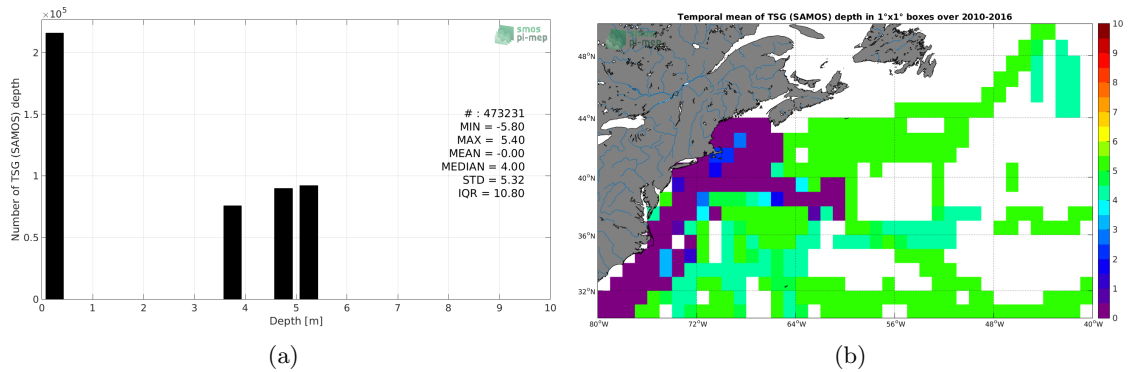 ×10⁵
2
1.5
1
0.5
0
Number of TSG (SAMOS) depth
smos
pi-mep
# : 473231
MIN = -5.80
MAX = 5.40
MEAN = -0.00
MEDIAN = 4.00
STD = 5.32
IQR = 10.80
0 1 2 3 4 5 6 7 8 9 10
Depth [m]
(a)
Temporal mean of TSG (SAMOS) depth in 1°x1° boxes over 2010-2016
smos
pi-mep
48°N
44°N
40°N
36°N
32°N
80°W 72°W 64°W 56°W 48°W 40°W
10
9
8
7
6
5
4
3
2
1
0
(b)